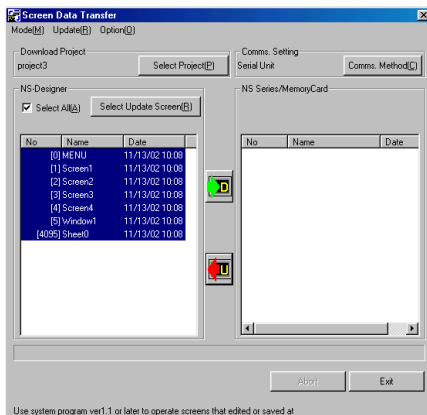 Screen Data Transfer
Mode(M) Update(R) Option(O)
Download Project
project3
Select Project(P)
Comms. Setting
Serial Unit
Comms. Method(C)
NS-Designer
Select All(A)
Select Update Screen(R)
No Name Date
[0] MENU 11/13/02 10:08
[1] Screen1 11/13/02 10:08
[2] Screen2 11/13/02 10:08
[3] Screen3 11/13/02 10:08
[4] Screen4 11/13/02 10:08
[5] Window1 11/13/02 10:08
[4095] Sheet0 11/13/02 10:08
D
U
NS Series/MemoryCard
No Name Date
Abort
Exit
Use system program ver1.1 or later to operate screens that edited or saved at